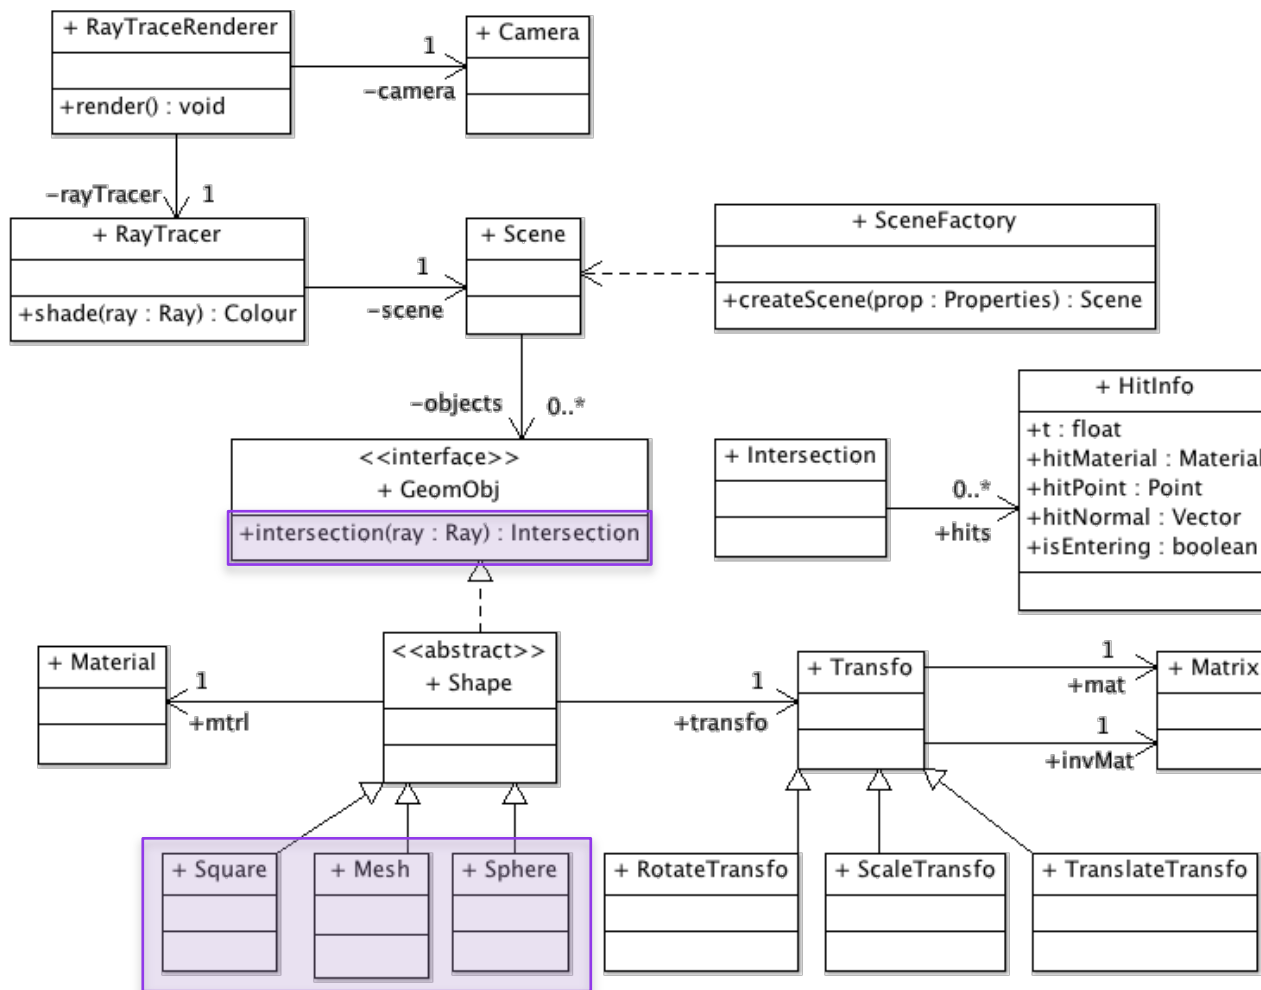 + RayTraceRenderer
+render() : void
1
-camera
+ Camera
-rayTracer
1
+ RayTracer
+shade(ray : Ray) : Colour
1
-scene
+ Scene
+ SceneFactory
+createScene(prop : Properties) : Scene
-objects
0..*
<<interface>>
+ GeomObj
+intersection(ray : Ray) : Intersection
+ Intersection
0..*
+hits
+ HitInfo
+t : float
+hitMaterial : Material
+hitPoint : Point
+hitNormal : Vector
+isEntering : boolean
+ Material
1
+mtrl
<<abstract>>
+ Shape
1
+transfo
+ Transfo
1
+mat
1
+invMat
+ Matrix
+ Square
+ Mesh
+ Sphere
+ RotateTransfo
+ ScaleTransfo
+ TranslateTransfo